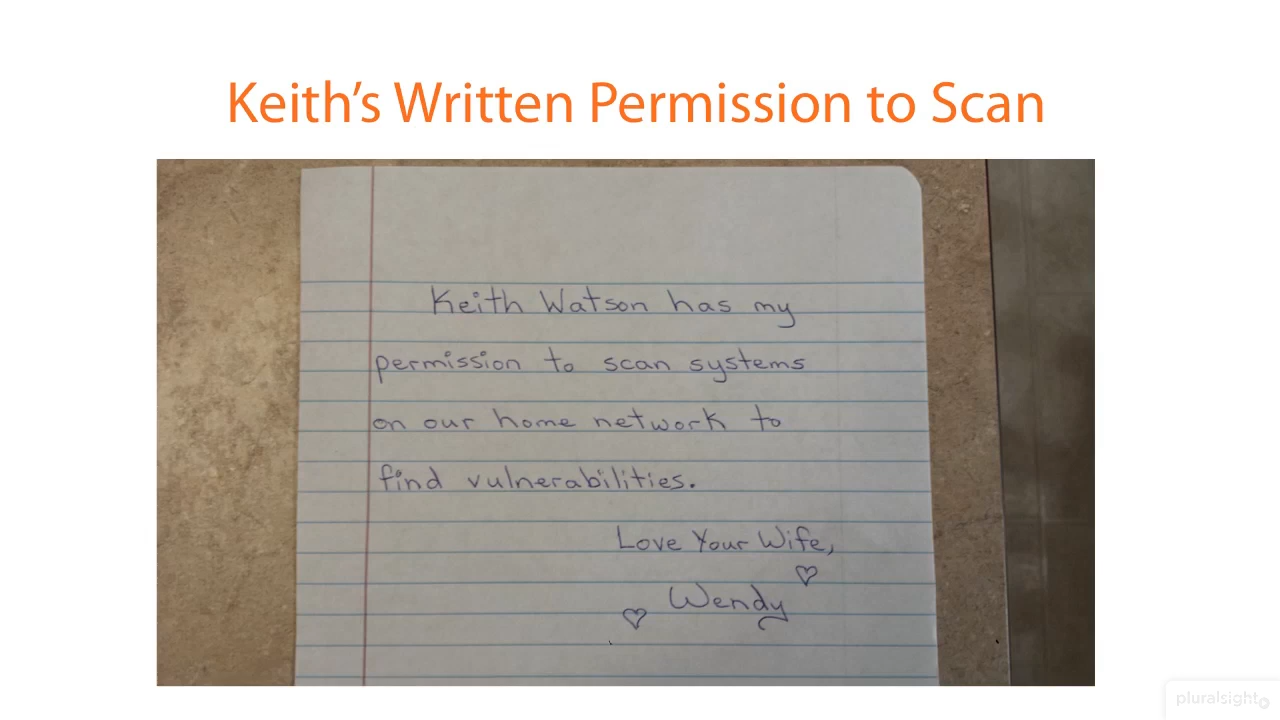 Keith's Written Permission to Scan
Keith Watson has my
permission to scan systems
on our home network to
find vulnerabilities.
Love Your Wife,
Wendy
pluralsight